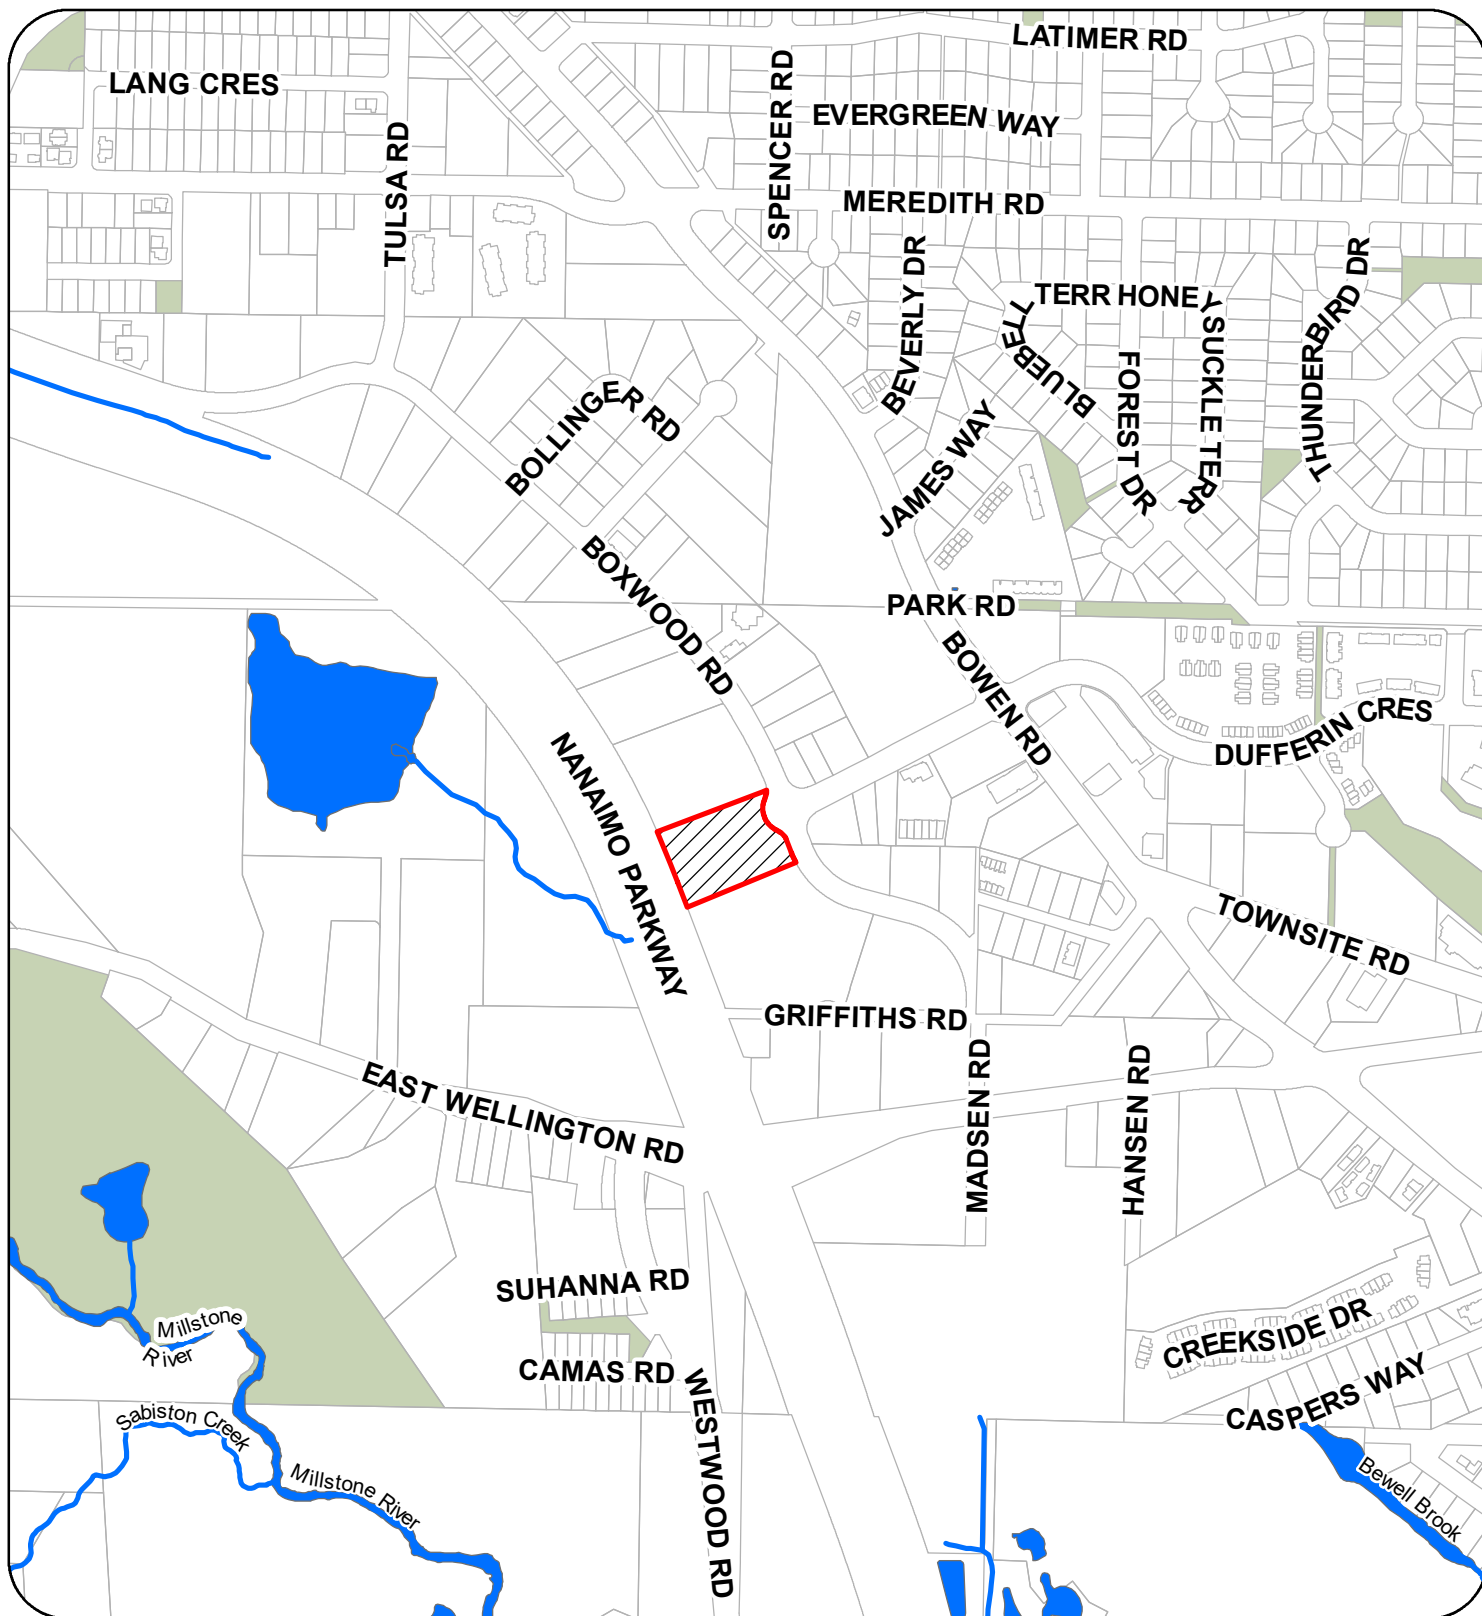 LATIMER RD
LANG CRES
SPENCER RD
EVERGREEN WAY
TULSA RD
MEREDITH RD
BEVERLY DR
THUNDERBIRD DR
BLUEBELL TERR
HONEYSUCKLE TERR
FOREST DR
BOLLINGER RD
JAMES WAY
BOXWOOD RD
PARK RD
BOWEN RD
DUFFERIN CRES
NANAIMO PARKWAY
TOWNSITE RD
GRIFFITHS RD
EAST WELLINGTON RD
MADSEN RD
HANSEN RD
SUHANNA RD
Millstone
River
CREEKSIDE DR
CAMAS RD
CASPERS WAY
WESTWOOD RD
Sabiston Creek
Millstone River
Bewell Brook